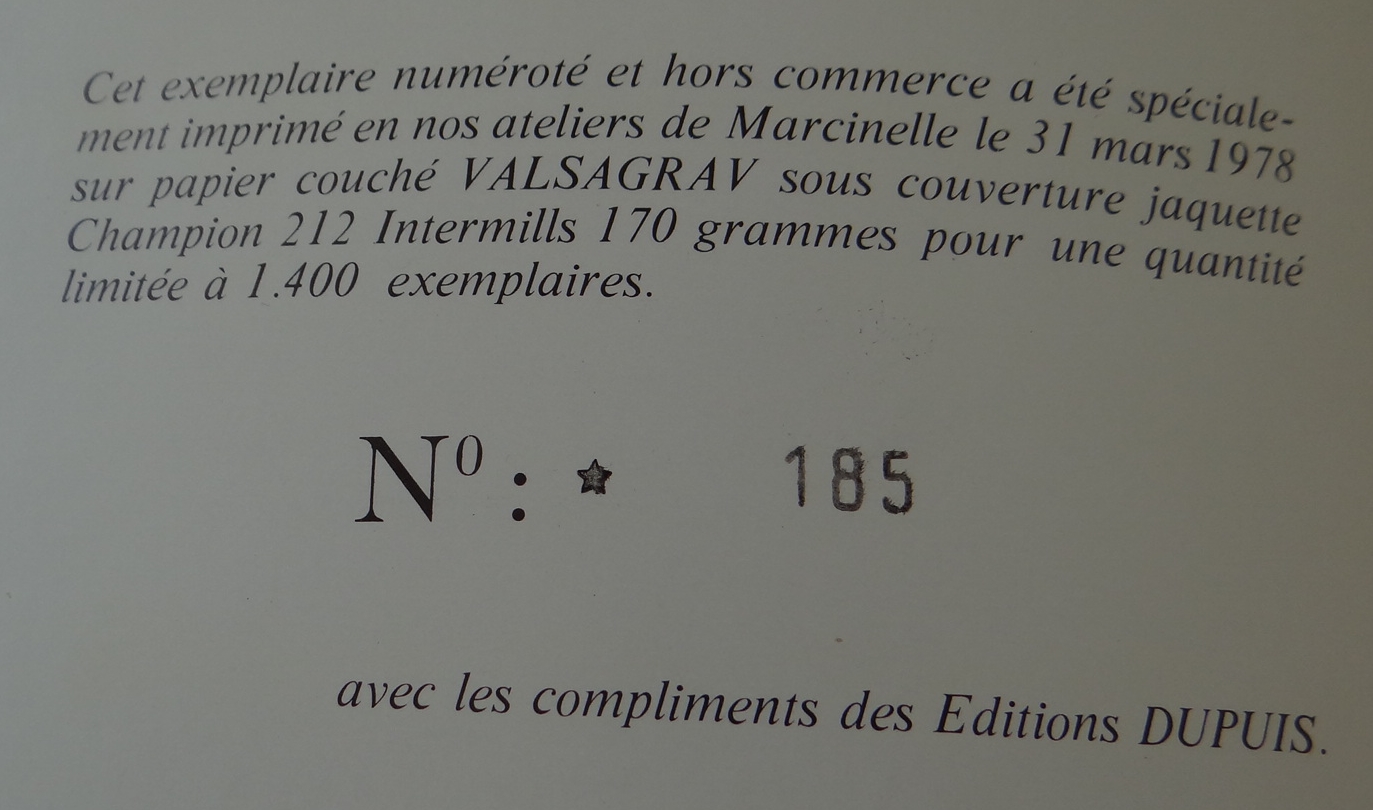 Cet exemplaire numéroté et hors commerce a été spéciale-
ment imprimé en nos ateliers de Marcinelle le 31 mars 1978
sur papier couché VALSAGRAV sous couverture jaquette
Champion 212 Intermills 170 grammes pour une quantité
limitée à 1.400 exemplaires.
Nº : ★ 185
avec les compliments des Editions DUPUIS.